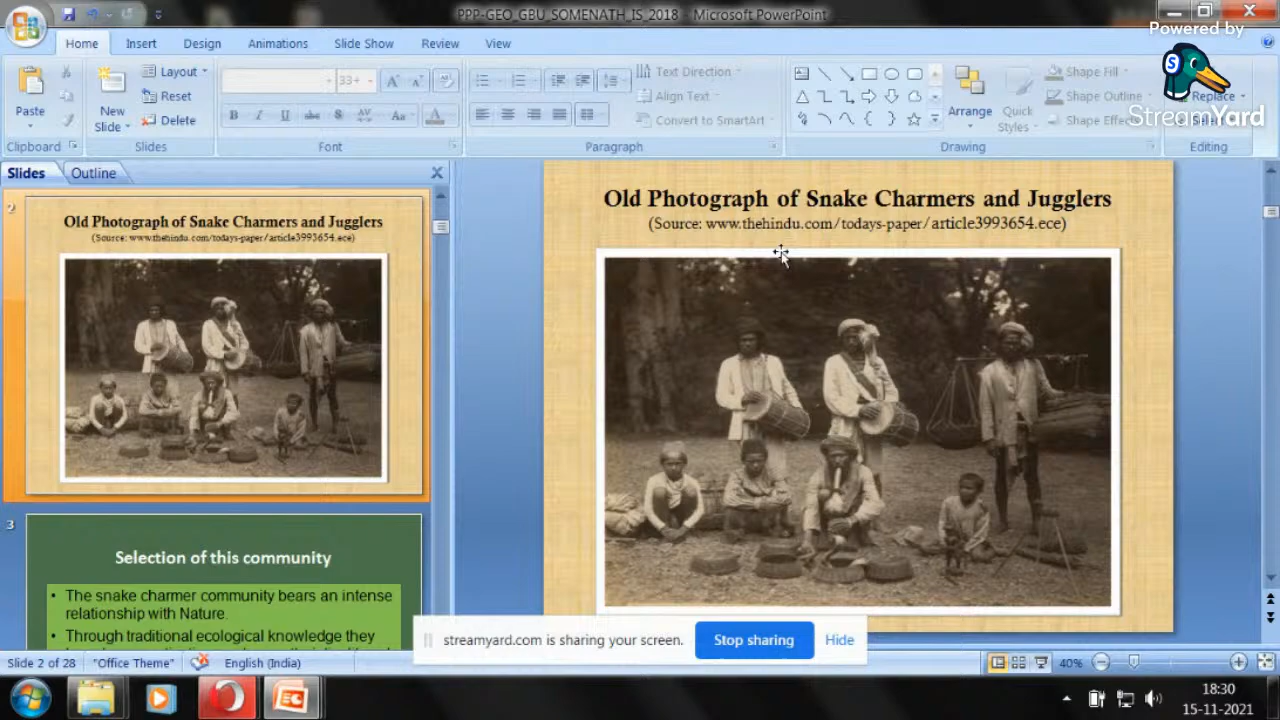 PPP-GEO_GBU_SOMENATH_IS_2018 - Microsoft PowerPoint
Powered by
StreamYard
Home
Insert
Design
Animations
Slide Show
Review
View
Paste
New
Slide
Layout
Reset
Delete
33+
B I U abc S AV Aa A
Text Direction
Align Text
Convert to SmartArt
Arrange
Quick
Styles
Shape Fill
Shape Outline
Replace
Clipboard
Slides
Font
Paragraph
Drawing
Editing
Slides
Outline
2
Old Photograph of Snake Charmers and Jugglers
(Source: www.thehindu.com/todays-paper/article3993654.ece)
3
Selection of this community
• The snake charmer community bears an intense
relationship with Nature.
• Through traditional ecological knowledge they
Old Photograph of Snake Charmers and Jugglers
(Source: www.thehindu.com/todays-paper/article3993654.ece)
streamyard.com is sharing your screen.
Stop sharing
Hide
Slide 2 of 28
"Office Theme"
English (India)
40%
18:30
15-11-2021